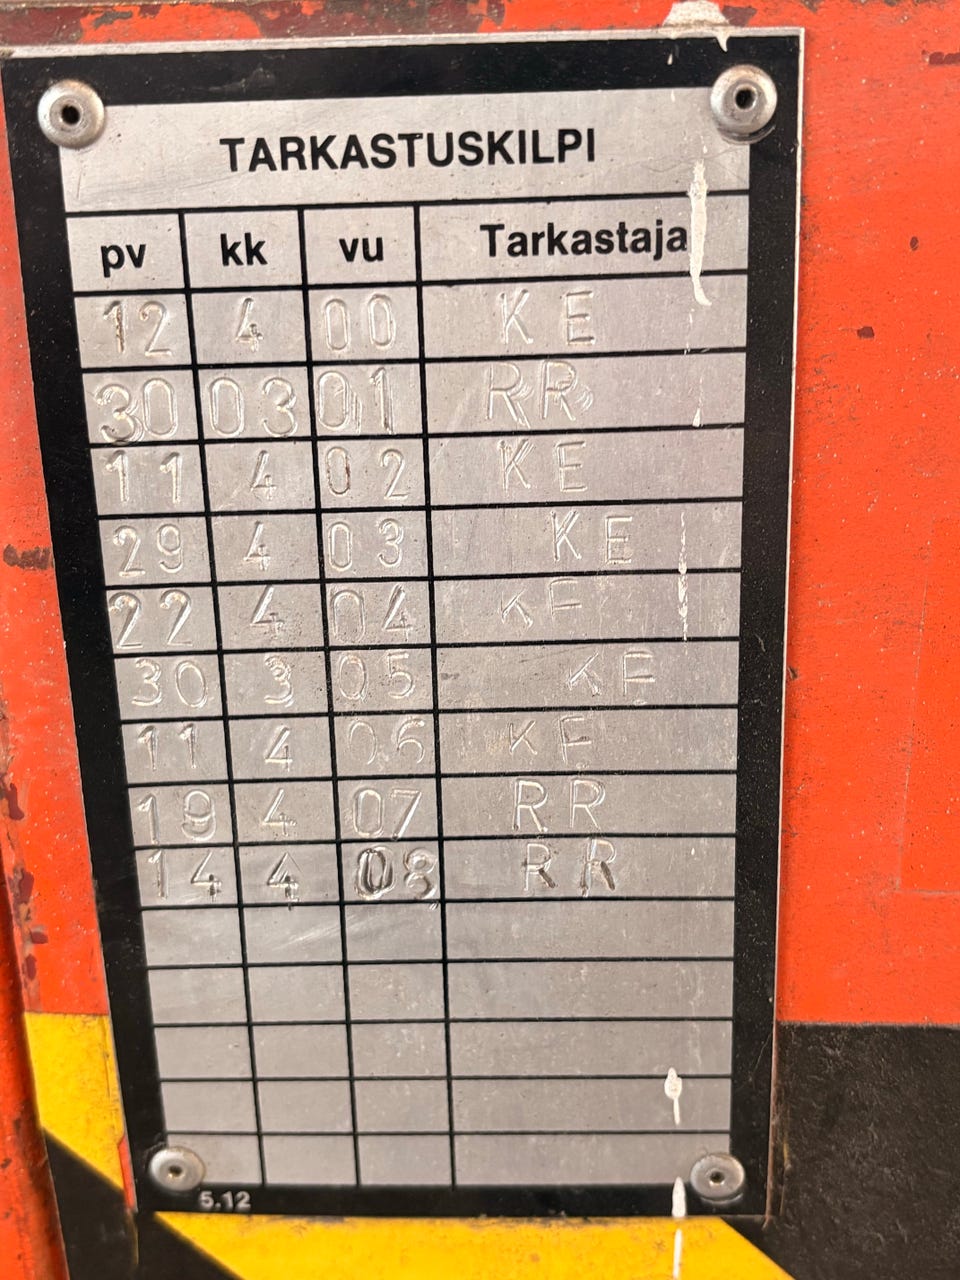 TARKASTUSKILPI
pv kk vu Tarkastaja
12 4 00 KE
30 03 01 RR
11 4 02 KE
29 4 03 KE
22 4 04 KE
30 3 05 KE
11 4 06 KE
19 4 07 RR
14 4 08 RR
5.12